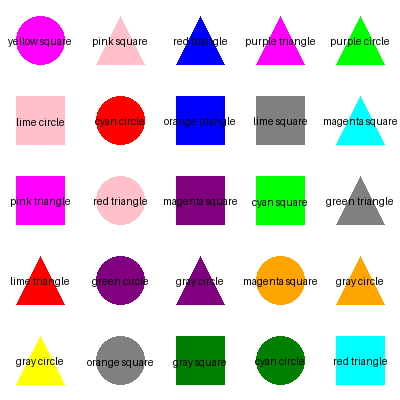 yellow square pink square red triangle purple triangle purple circle
lime circle cyan circle orange triangle lime square magenta square
pink triangle red triangle magenta square cyan square green triangle
lime triangle green circle gray circle magenta square gray circle
gray circle orange square gray square cyan circle red triangle